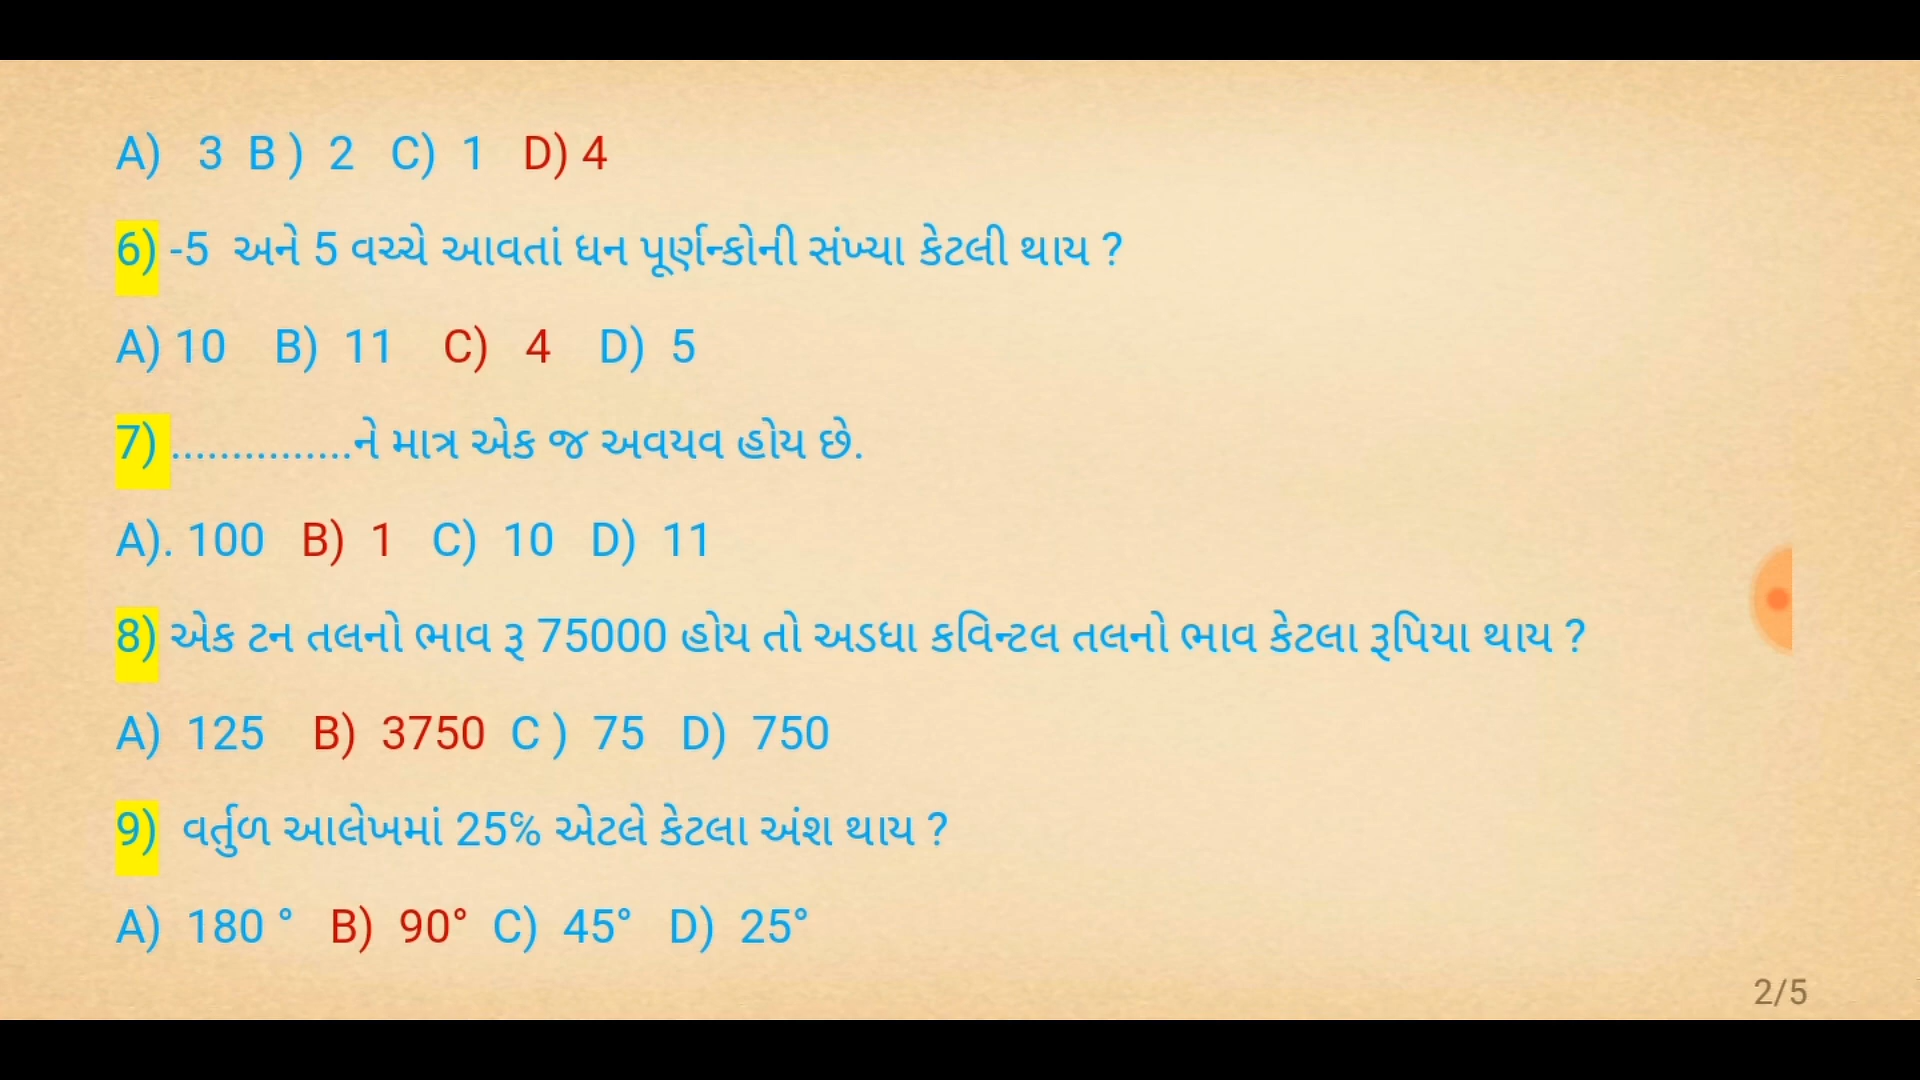 A)   3  B )  2   C)  1   D) 4
6) -5  અને 5 વચ્ચે આવતાં ધન પૂર્ણન્કોની સંખ્યા કેટલી થાય ?
A) 10    B)  11    C)   4    D)  5
7) ...............ને માત્ર એક જ અવયવ હોય છે.
A). 100   B)  1   C)  10   D)  11
8) એક ટન તલનો ભાવ રૂ 75000 હોય તો અડધા કવિન્ટલ તલનો ભાવ કેટલા રૂપિયા થાય ?
A)  125    B)  3750  C )  75   D)  750
9)  વર્તુળ આલેખમાં 25% એટલે કેટલા અંશ થાય ?
A)  180 °   B)  90°  C)  45°   D)  25°
2/5